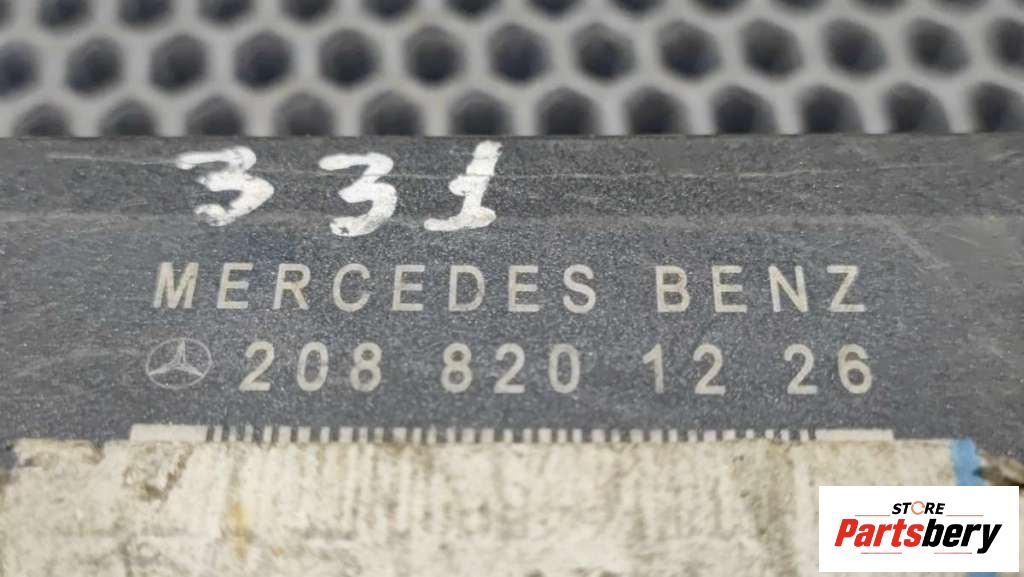 331
MERCEDES BENZ
208 820 12 26
STORE
Partsbery